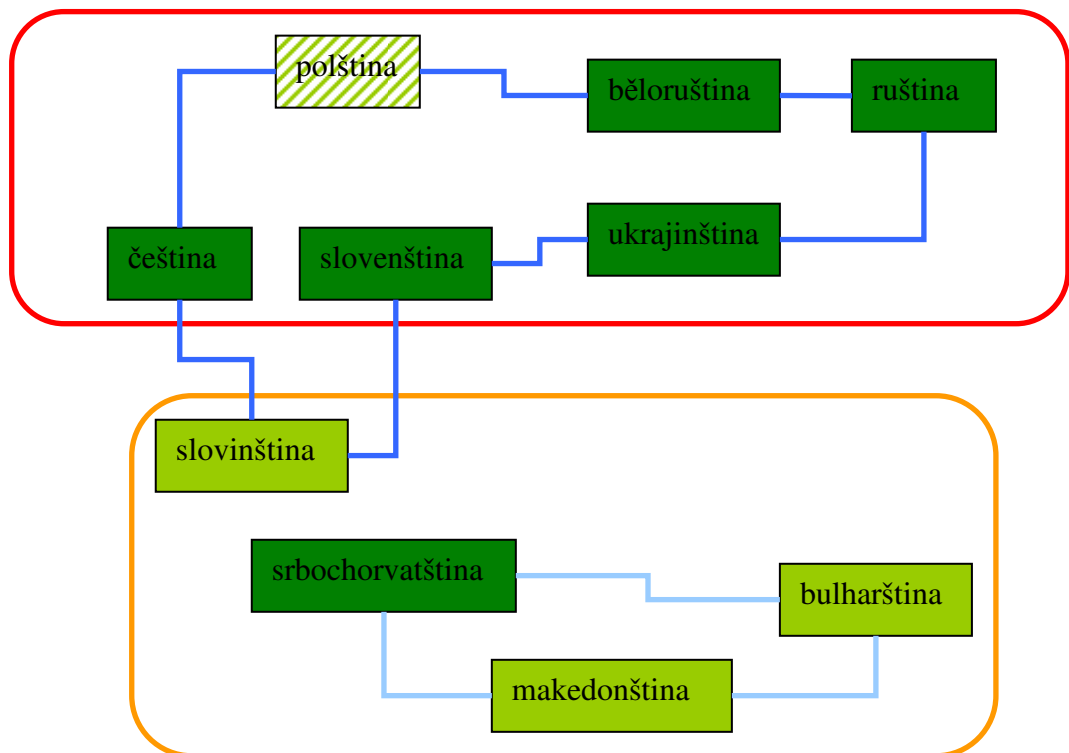 polština
běloruština
ruština
čeština
slovenština
ukrajinština
slovinština
srbochorvatština
bulharština
makedonština